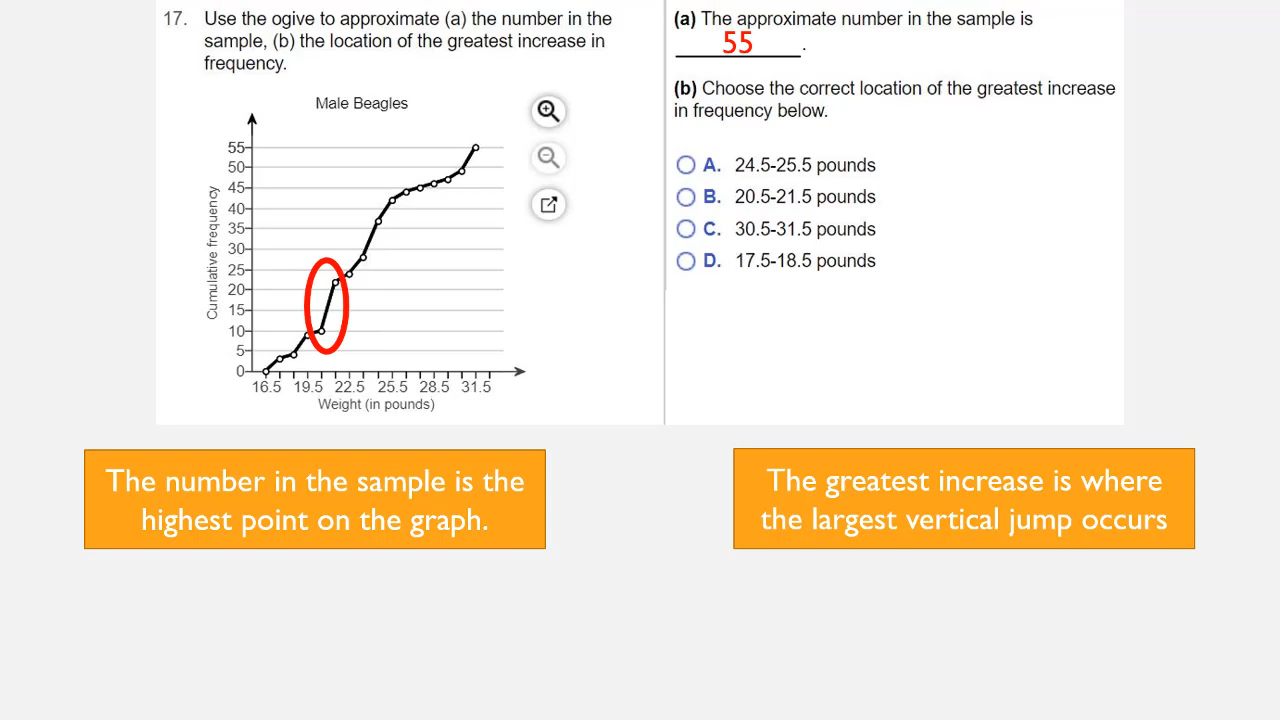 17. Use the ogive to approximate (a) the number in the
sample, (b) the location of the greatest increase in
frequency.
Male Beagles
55
50
45
40
35
30
25
20
15
10
5
0
Cumulative frequency
16.5 19.5 22.5 25.5 28.5 31.5
Weight (in pounds)
(a) The approximate number in the sample is
55.
(b) Choose the correct location of the greatest increase
in frequency below.
A. 24.5-25.5 pounds
B. 20.5-21.5 pounds
C. 30.5-31.5 pounds
D. 17.5-18.5 pounds
The number in the sample is the
highest point on the graph.
The greatest increase is where
the largest vertical jump occurs